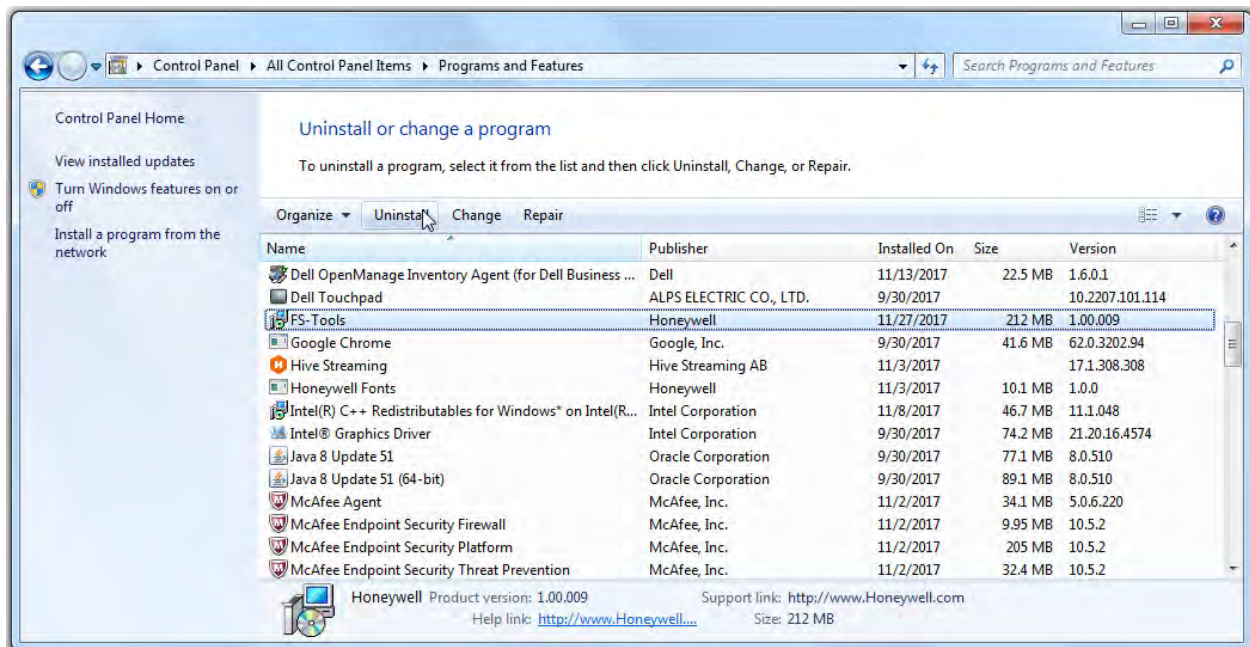 Control Panel ▸ All Control Panel Items ▸ Programs and Features
Search Programs and Features
Control Panel Home
View installed updates
Turn Windows features on or
off
Install a program from the
network
Uninstall or change a program
To uninstall a program, select it from the list and then click Uninstall, Change, or Repair.
Organize Uninstall Change Repair
Name Publisher Installed On Size Version
Dell OpenManage Inventory Agent (for Dell Business ... Dell 11/13/2017 22.5 MB 1.6.0.1
Dell Touchpad ALPS ELECTRIC CO., LTD. 9/30/2017 10.2207.101.114
FS-Tools Honeywell 11/27/2017 212 MB 1.00.009
Google Chrome Google, Inc. 9/30/2017 41.6 MB 62.0.3202.94
Hive Streaming Hive Streaming AB 11/3/2017 17.1.308.308
Honeywell Fonts Honeywell 11/3/2017 10.1 MB 1.0.0
Intel(R) C++ Redistributables for Windows* on Intel(R... Intel Corporation 11/8/2017 46.7 MB 11.1.048
Intel® Graphics Driver Intel Corporation 9/30/2017 74.2 MB 21.20.16.4574
Java 8 Update 51 Oracle Corporation 9/30/2017 77.1 MB 8.0.510
Java 8 Update 51 (64-bit) Oracle Corporation 9/30/2017 89.1 MB 8.0.510
McAfee Agent McAfee, Inc. 11/2/2017 34.1 MB 5.0.6.220
McAfee Endpoint Security Firewall McAfee, Inc. 11/2/2017 9.95 MB 10.5.2
McAfee Endpoint Security Platform McAfee, Inc. 11/2/2017 205 MB 10.5.2
McAfee Endpoint Security Threat Prevention McAfee, Inc. 11/2/2017 32.4 MB 10.5.2
Honeywell Product version: 1.00.009 Support link: http://www.Honeywell.com
Help link: http://www.Honeywell.... Size: 212 MB